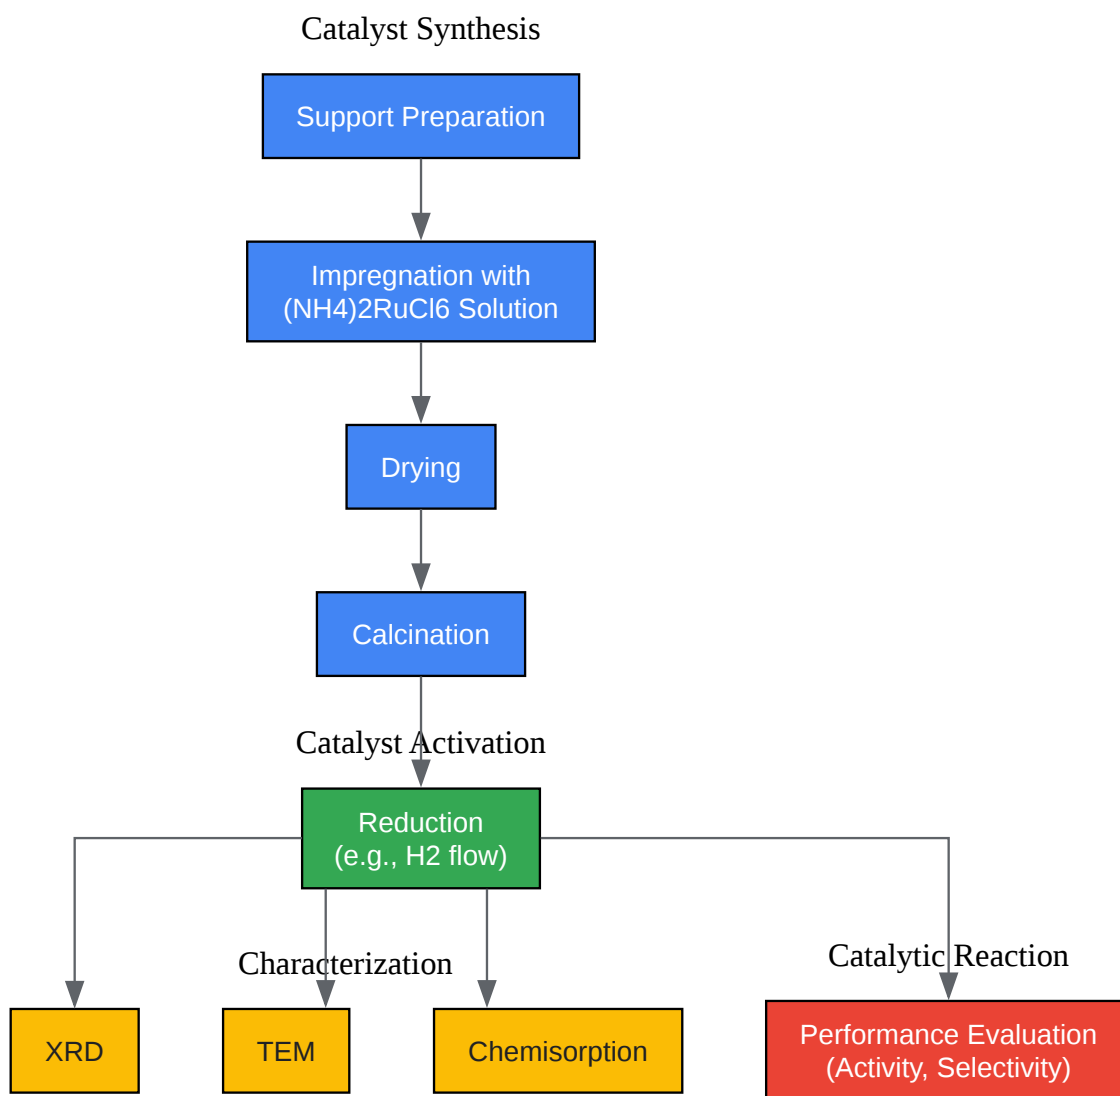 Catalyst Synthesis
Support Preparation
Impregnation with
(NH4)2RuCl6 Solution
Drying
Calcination
Catalyst Activation
Reduction
(e.g., H2 flow)
Characterization
Catalytic Reaction
XRD
TEM
Chemisorption
Performance Evaluation
(Activity, Selectivity)